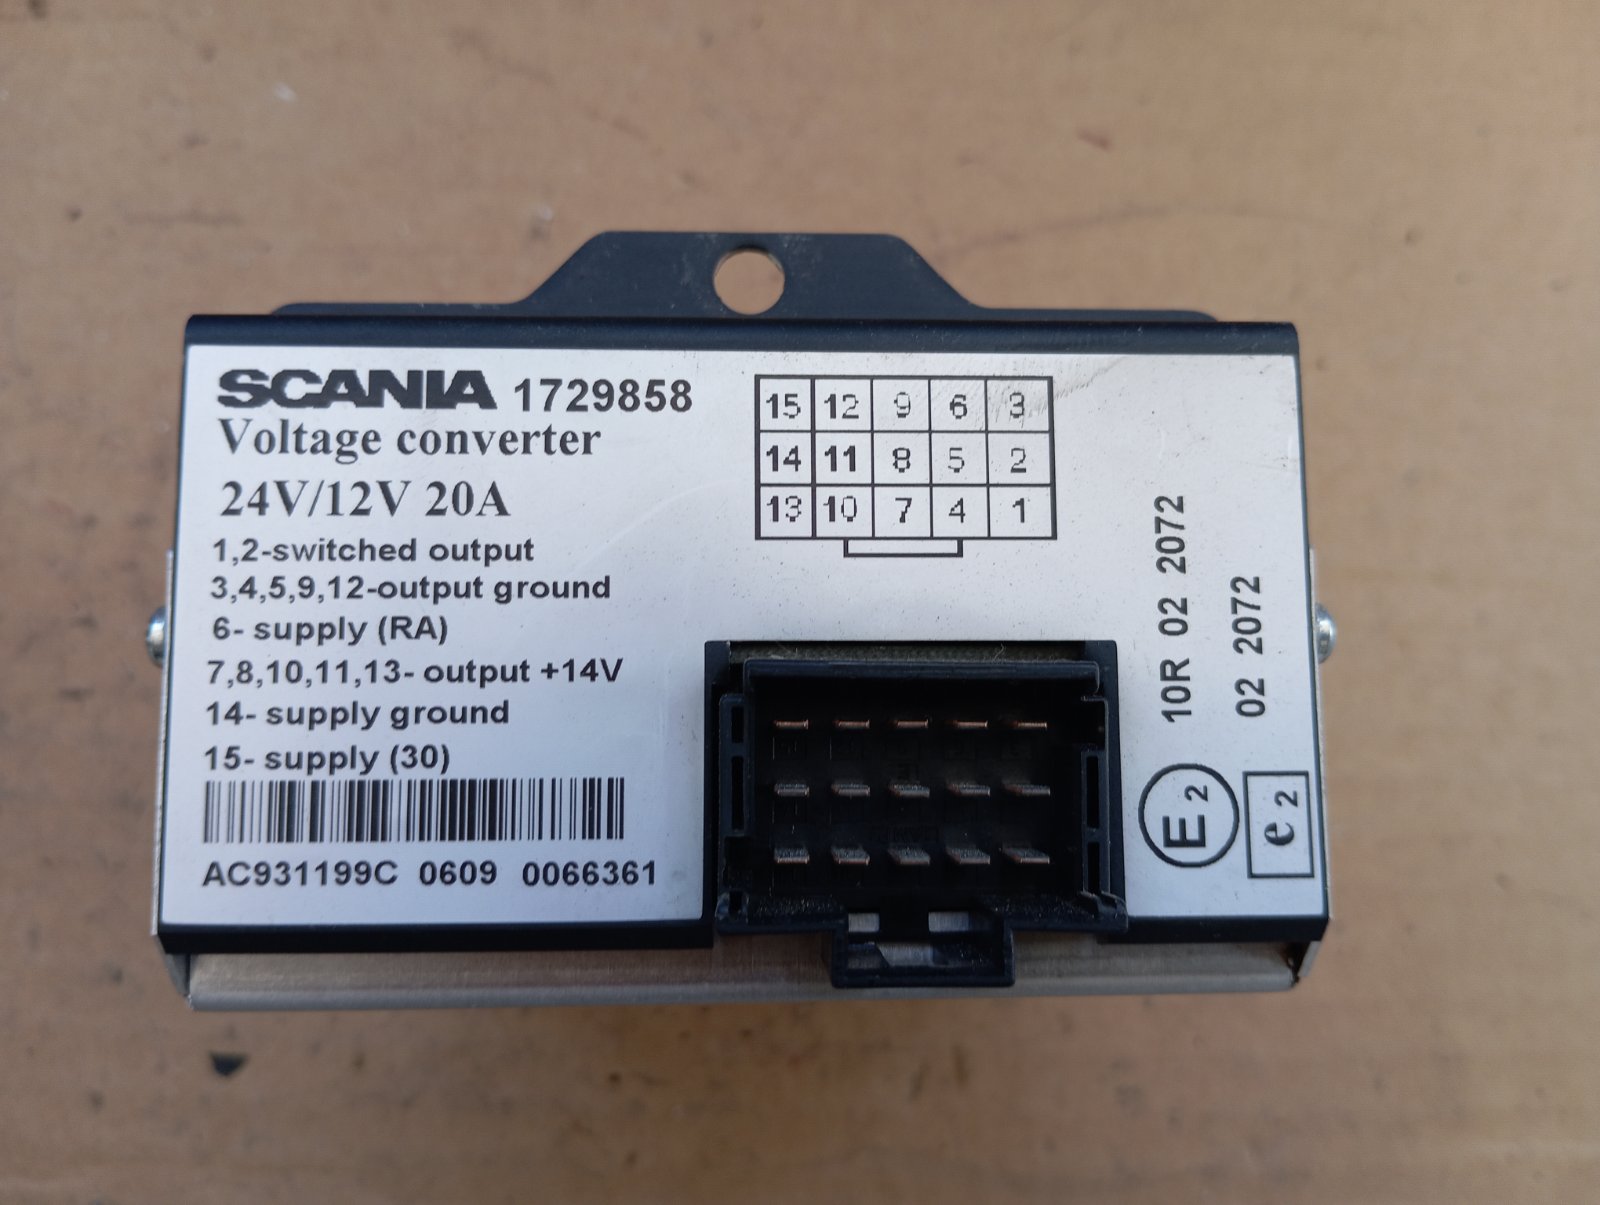 SCANIA 1729858
Voltage converter
24V/12V 20A
1,2-switched output
3,4,5,9,12-output ground
6- supply (RA)
7,8,10,11,13- output +14V
14- supply ground
15- supply (30)
AC931199C 0609 0066361
15 12 9 6 3
14 11 8 5 2
13 10 7 4 1
10R 02 2072
02 2072
E2
e2